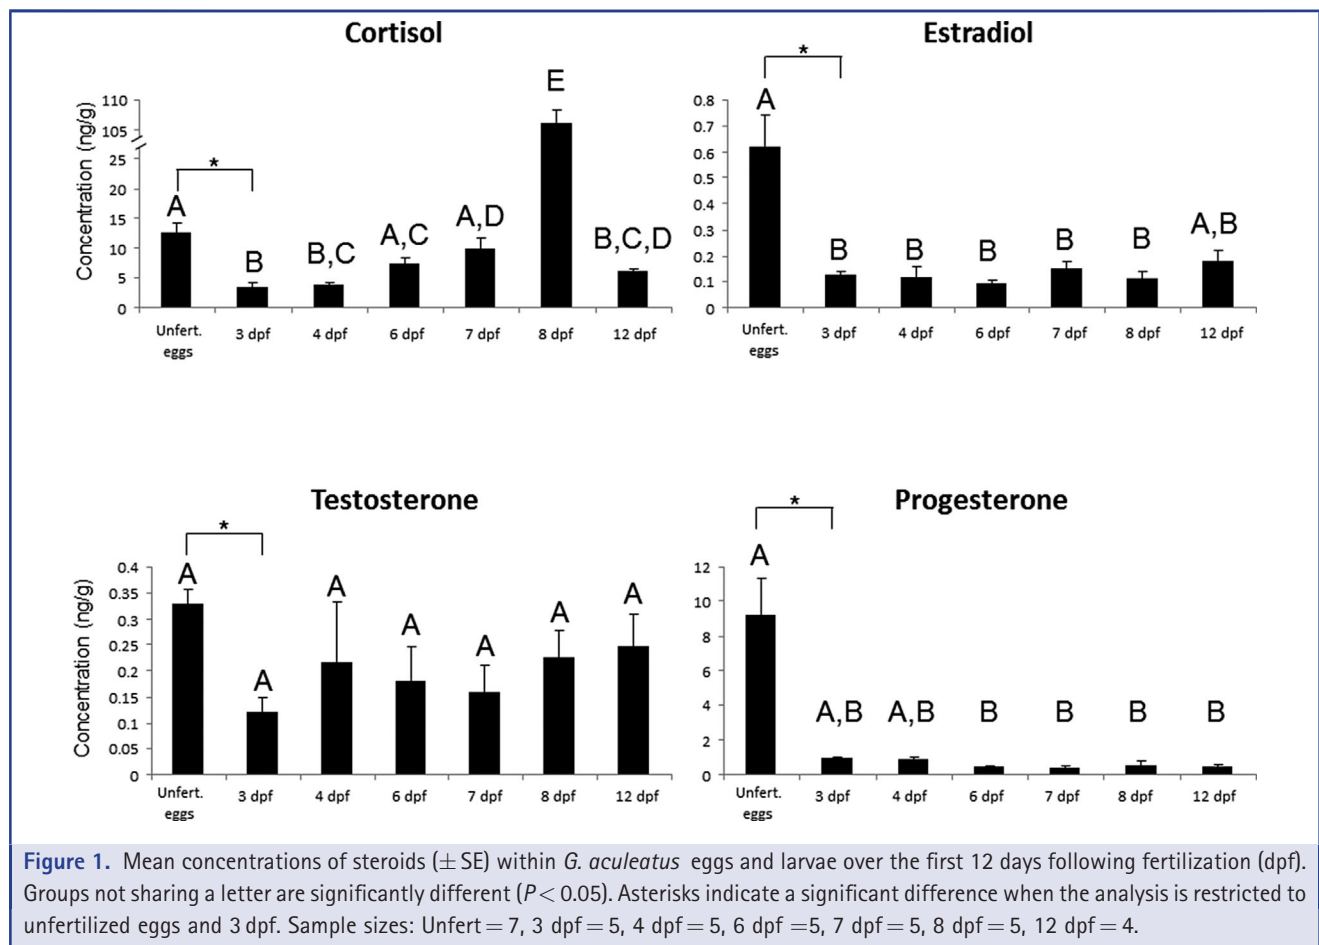 Cortisol
Concentration (ng/g)
110
105
25
20
15
10
5
0
*
A
B
B,C
A,C
A,D
E
B,C,D
Unfert. eggs
3 dpf
4 dpf
6 dpf
7 dpf
8 dpf
12 dpf
Estradiol
0.8
0.7
0.6
0.5
0.4
0.3
0.2
0.1
0
*
A
B
B
B
B
B
A,B
Unfert. eggs
3 dpf
4 dpf
6 dpf
7 dpf
8 dpf
12 dpf
Testosterone
Concentration (ng/g)
0.4
0.35
0.3
0.25
0.2
0.15
0.1
0.05
0
*
A
A
A
A
A
A
A
Unfert. eggs
3 dpf
4 dpf
6 dpf
7 dpf
8 dpf
12 dpf
Progesterone
12
10
8
6
4
2
0
*
A
A,B
A,B
B
B
B
B
Unfert. eggs
3 dpf
4 dpf
6 dpf
7 dpf
8 dpf
12 dpf
Figure 1. Mean concentrations of steroids (± SE) within G. aculeatus eggs and larvae over the first 12 days following fertilization (dpf).
Groups not sharing a letter are significantly different (P < 0.05). Asterisks indicate a significant difference when the analysis is restricted to
unfertilized eggs and 3 dpf. Sample sizes: Unfert = 7, 3 dpf = 5, 4 dpf = 5, 6 dpf =5, 7 dpf = 5, 8 dpf = 5, 12 dpf = 4.